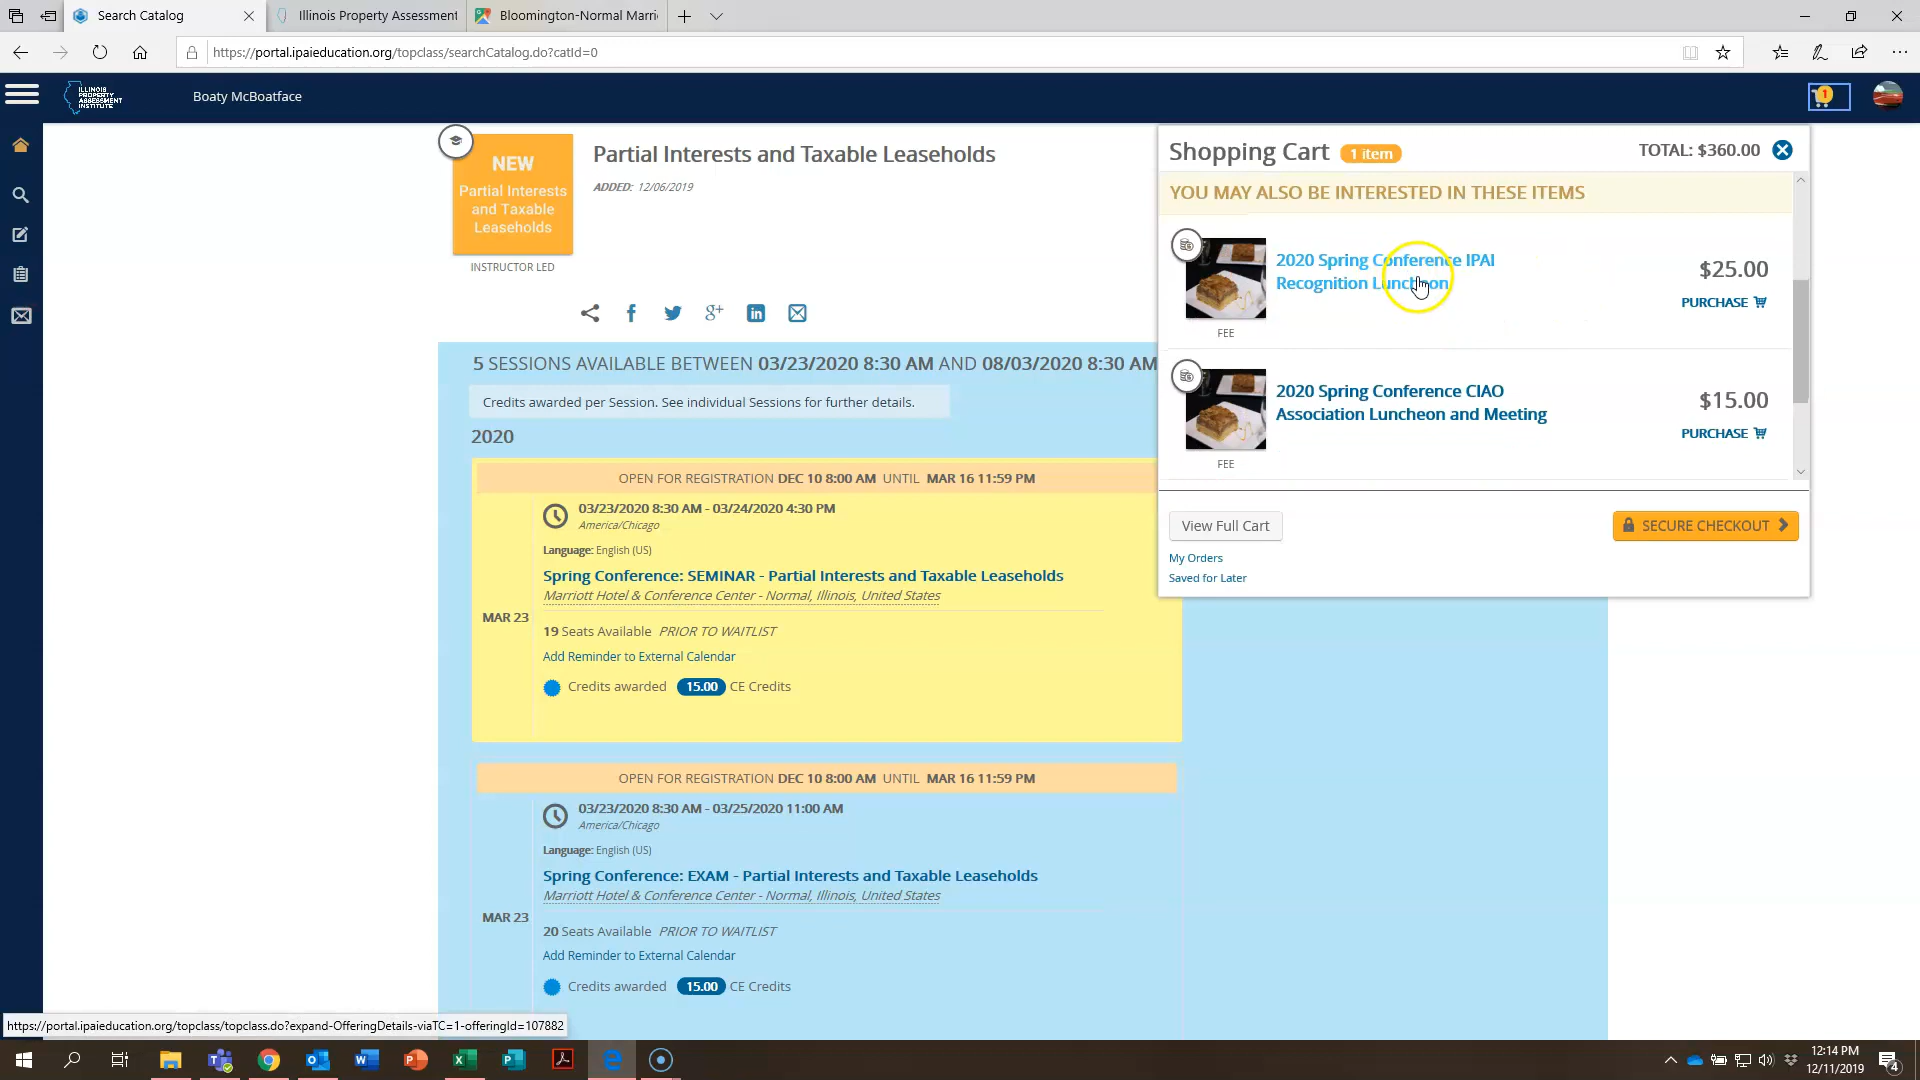 Search Catalog
Illinois Property Assessment
Bloomington-Normal Marri
https://portal.ipaieducation.org/topclass/searchCatalog.do?catId=0
ILLINOIS
PROPERTY
ASSESSMENT
INSTITUTE
Boaty McBoatface
1
NEW
Partial Interests
and Taxable
Leaseholds
INSTRUCTOR LED
Partial Interests and Taxable Leaseholds
ADDED: 12/06/2019
5 SESSIONS AVAILABLE BETWEEN 03/23/2020 8:30 AM AND 08/03/2020 8:30 AM
Credits awarded per Session. See individual Sessions for further details.
2020
OPEN FOR REGISTRATION DEC 10 8:00 AM UNTIL MAR 16 11:59 PM
03/23/2020 8:30 AM - 03/24/2020 4:30 PM
America/Chicago
Language: English (US)
Spring Conference: SEMINAR - Partial Interests and Taxable Leaseholds
Marriott Hotel & Conference Center - Normal, Illinois, United States
MAR 23
19 Seats Available PRIOR TO WAITLIST
Add Reminder to External Calendar
Credits awarded 15.00 CE Credits
OPEN FOR REGISTRATION DEC 10 8:00 AM UNTIL MAR 16 11:59 PM
03/23/2020 8:30 AM - 03/25/2020 11:00 AM
America/Chicago
Language: English (US)
Spring Conference: EXAM - Partial Interests and Taxable Leaseholds
Marriott Hotel & Conference Center - Normal, Illinois, United States
MAR 23
20 Seats Available PRIOR TO WAITLIST
Add Reminder to External Calendar
Credits awarded 15.00 CE Credits
Shopping Cart 1 item TOTAL: $360.00
YOU MAY ALSO BE INTERESTED IN THESE ITEMS
2020 Spring Conference IPAI
Recognition Luncheon
$25.00
PURCHASE
FEE
2020 Spring Conference CIAO
Association Luncheon and Meeting
$15.00
PURCHASE
FEE
View Full Cart
SECURE CHECKOUT
My Orders
Saved for Later
https://portal.ipaieducation.org/topclass/topclass.do?expand-OfferingDetails-viaTC=1-offeringId=107882
12:14 PM
12/11/2019
4